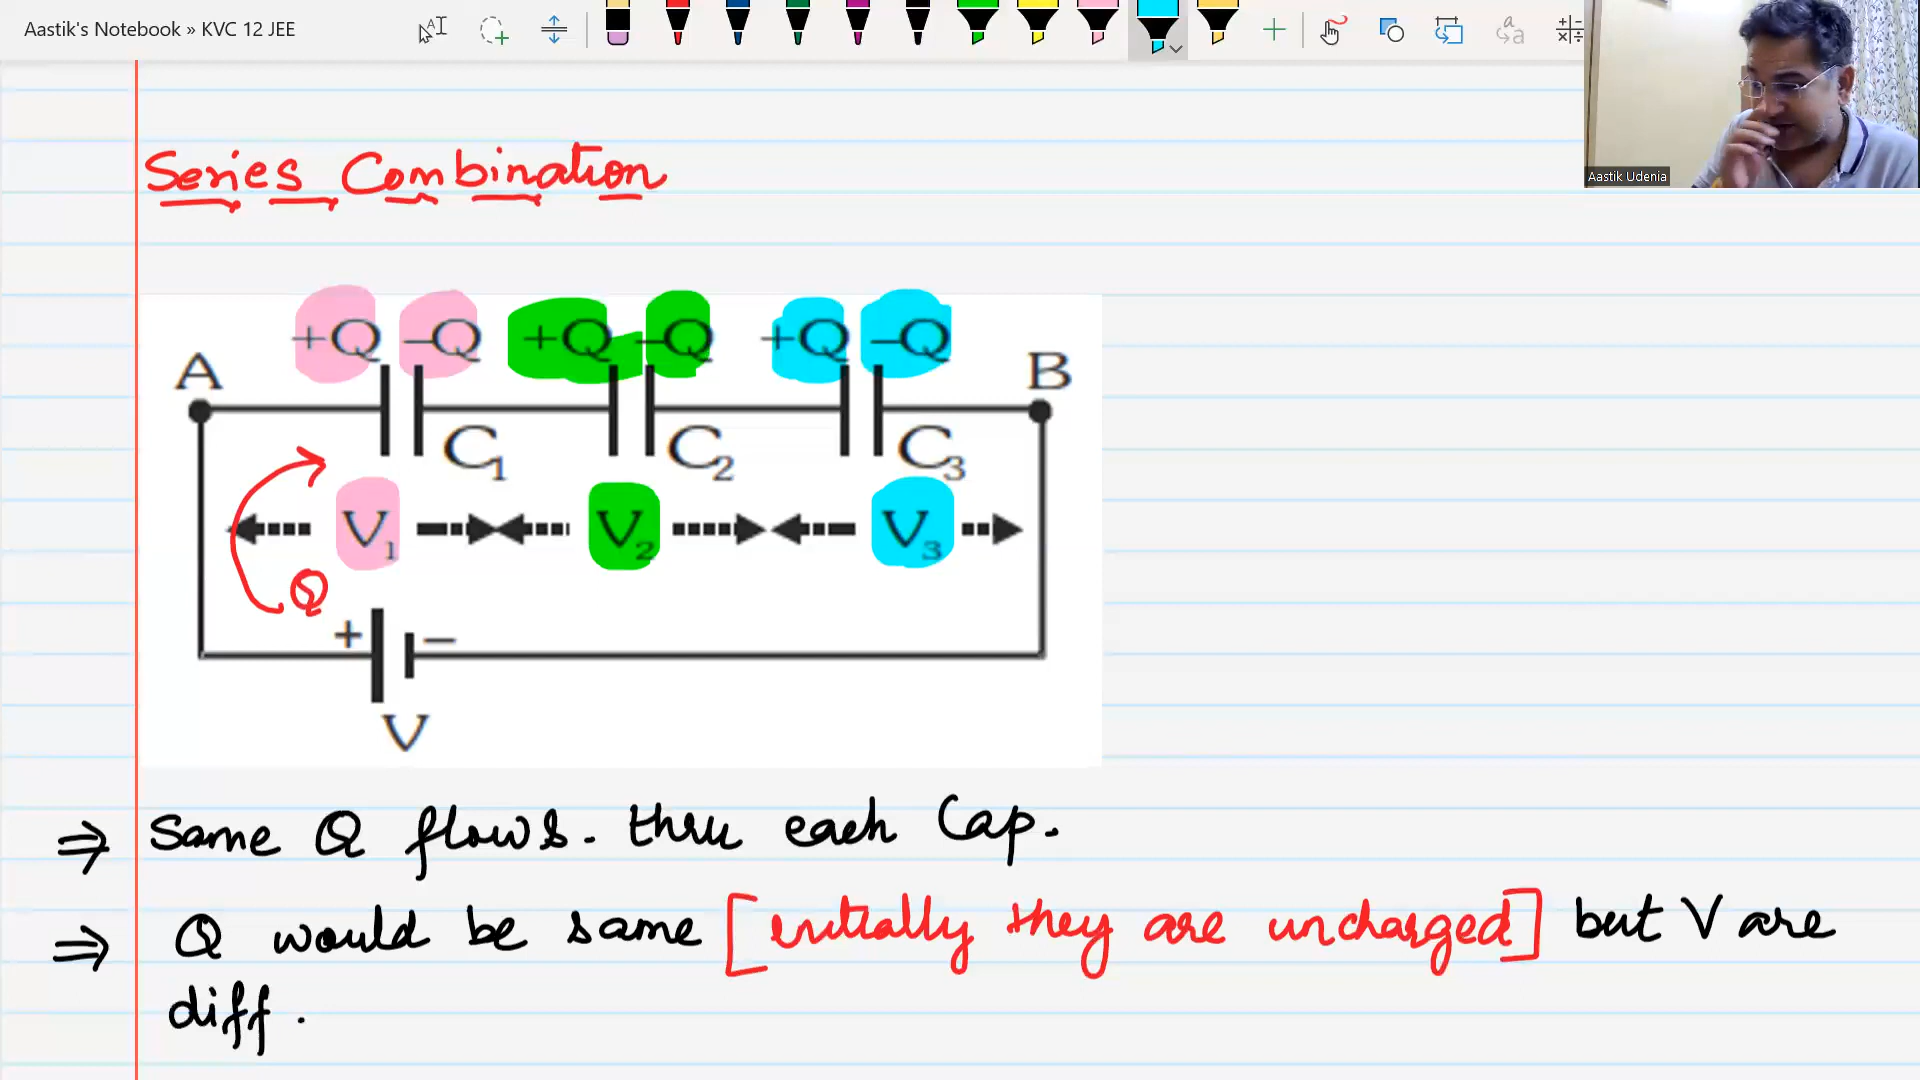 Aastik's Notebook » KVC 12 JEE
Aastik Udenia
Series Combination
+Q -Q +Q -Q +Q -Q
A B
C1 C2 C3
V1 V2 V3
Q
+ -
V
⇒ Same Q flows. thru each Cap.
⇒ Q would be same [initially they are uncharged] but V are
diff.